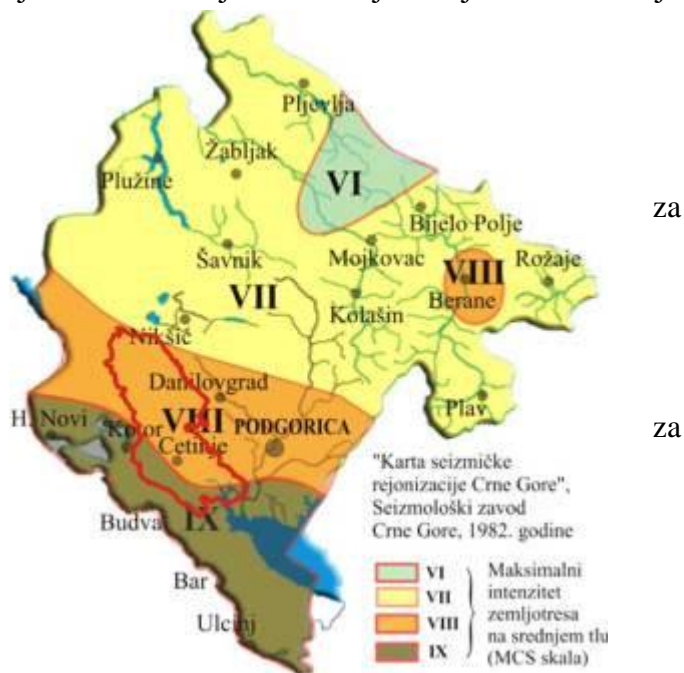 Pljevlja
Žabljak
Plužine
VI
za
Bijelo Polje
Šavnik
Mojkovac
VIII
Rožaje
VII
Berane
Kolašin
Nikšić
Danilovgrad
Plav
H. Novi
Kotor
VIII
PODGORICA
za
Cetinje
"Karta seizmičke
rejonizacije Crne Gore",
Seizmološki zavod
Crne Gore, 1982. godine
Budva
IX
Bar
Ulcinj
VI
VII
VIII
IX
Maksimalni
intenzitet
zemljotresa
na srednjem tlu
(MCS skala)